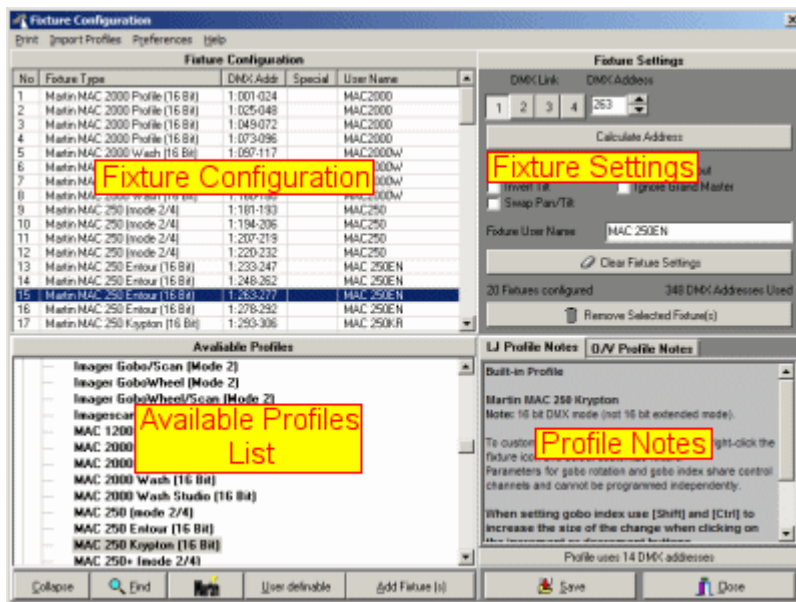 Fixture Configuration
Print Import Profiles Preferences Help
Fixture Configuration
No Fixture Type DMX Addr Special User Name
1 Martin MAC 2000 Profile (16 Bit) 1:001-024 MAC2000
2 Martin MAC 2000 Profile (16 Bit) 1:025-048 MAC2000
3 Martin MAC 2000 Profile (16 Bit) 1:049-072 MAC2000
4 Martin MAC 2000 Profile (16 Bit) 1:073-096 MAC2000
5 Martin MAC 2000 Wash (16 Bit) 1:097-117 MAC2000W
6
7
8
9 Martin MAC 250 (mode 2/4) 1:181-193 MAC250
10 Martin MAC 250 (mode 2/4) 1:194-206 MAC250
11 Martin MAC 250 (mode 2/4) 1:207-219 MAC250
12 Martin MAC 250 (mode 2/4) 1:220-232 MAC250
13 Martin MAC 250 Entour (16 Bit) 1:233-247 MAC 250EN
14 Martin MAC 250 Entour (16 Bit) 1:248-262 MAC 250EN
15 Martin MAC 250 Entour (16 Bit) 1:263-277 MAC 250EN
16 Martin MAC 250 Entour (16 Bit) 1:278-292 MAC 250EN
17 Martin MAC 250 Krypton (16 Bit) 1:293-306 MAC 250KR
Fixture Configuration
Fixture Settings
DMX Link DMX Address
1 2 3 4 263
Calculate Address
Fixture Settings
Invert Tilt Ignore Grand Master
Swap Pan/Tilt
Fixture User Name MAC 250EN
Clear Fixture Settings
20 Fixtures configured 348 DMX Addresses Used
Remove Selected Fixture(s)
Available Profiles
Imager Gobo/Scan (Mode 2)
Imager GoboWheel (Mode 2)
Imager GoboWheel/Scan (Mode 2)
MAC 1200
MAC 2000
MAC 2000
MAC 2000 Wash (16 Bit)
MAC 2000 Wash Studio (16 Bit)
MAC 250 (mode 2/4)
MAC 250 Entour (16 Bit)
MAC 250 Krypton (16 Bit)
MAC 250+ (mode 2/4)
Available Profiles
List
Collapse Find Martin User definable Add Fixture (s)
LJ Profile Notes O/V Profile Notes
Built-in Profile
Martin MAC 250 Krypton
Note: 16 bit DMX mode (not 16 bit extended mode).
right-click the
Profile Notes
Parameters for gobo rotation and gobo index share control
channels and cannot be programmed independently.
When setting gobo index use [Shift] and [Ctrl] to
increase the size of the change when clicking on
Profile uses 14 DMX addresses
Save Close